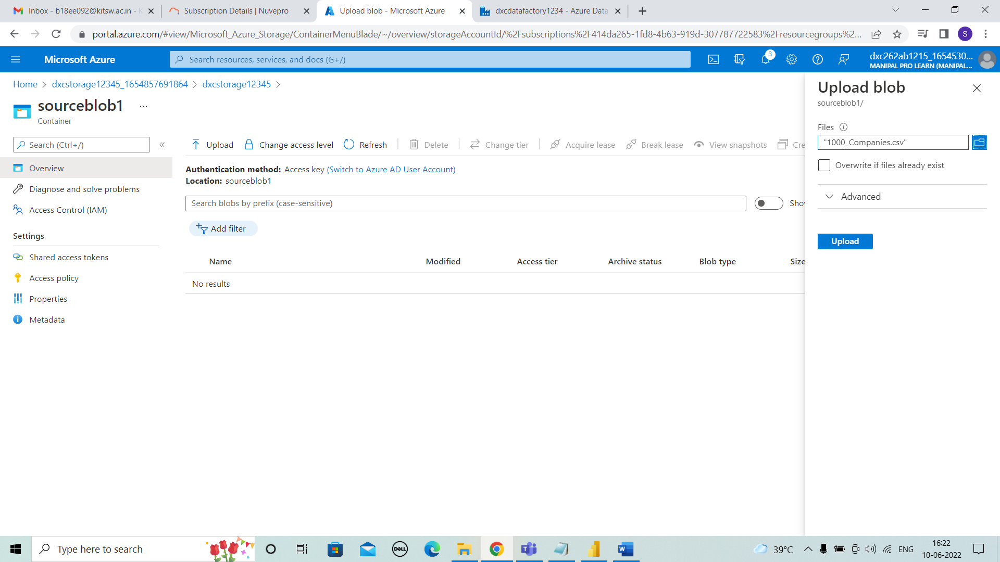 Inbox - b18ee092@kitsw.ac.in - K
Subscription Details | Nuvepro
Upload blob - Microsoft Azure
dxcdatafactory1234 - Azure Data
portal.azure.com/#view/Microsoft_Azure_Storage/ContainerMenuBlade/~/overview/storageAccountId/%2Fsubscriptions%2F414da265-1fd8-4b63-919d-307787722583%2Fresourcegroups%2...
S
Microsoft Azure
Search resources, services, and docs (G+/)
3
dxc262ab1215_1654530...
MANIPAL PRO LEARN (MANIPAL...
Home > dxcstorage12345_1654857691864 > dxcstorage12345 >
sourceblob1 ...
Container
Search (Ctrl+/)
«
Overview
Diagnose and solve problems
Access Control (IAM)
Settings
Shared access tokens
Access policy
Properties
Metadata
Upload
Change access level
Refresh
Delete
Change tier
Acquire lease
Break lease
View snapshots
Cre
Authentication method: Access key (Switch to Azure AD User Account)
Location: sourceblob1
Search blobs by prefix (case-sensitive)
Show
Add filter
Name
Modified
Access tier
Archive status
Blob type
Size
No results
Upload blob
sourceblob1/
Files
"1000_Companies.csv"
Overwrite if files already exist
Advanced
Upload
Type here to search
DELL
39°C
ENG
16:22
10-06-2022